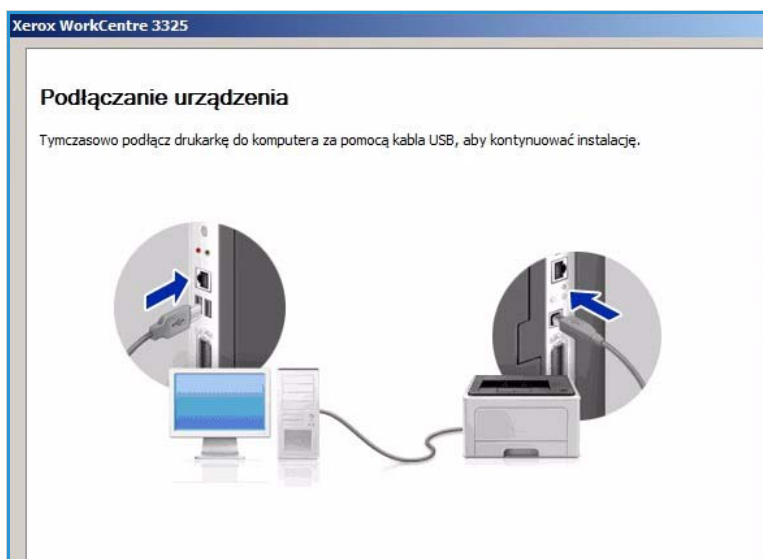 Xerox WorkCentre 3325
Podłączanie urządzenia
Tymczasowo podłącz drukarkę do komputera za pomocą kabla USB, aby kontynuować instalację.